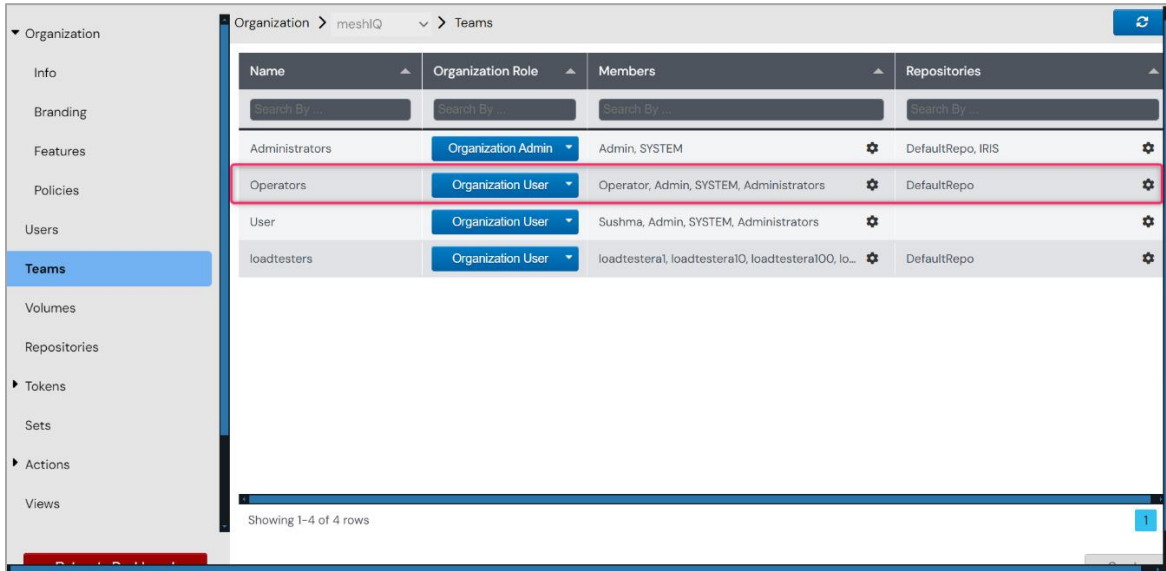 Organization
Info
Branding
Features
Policies
Users
Teams
Volumes
Repositories
Tokens
Sets
Actions
Views
Organization meshIQ Teams
Name Organization Role Members Repositories
Search By ... Search By ... Search By ... Search By ...
Administrators Organization Admin Admin, SYSTEM DefaultRepo, IRIS
Operators Organization User Operator, Admin, SYSTEM, Administrators DefaultRepo
User Organization User Sushma, Admin, SYSTEM, Administrators
loadtesters Organization User loadtestera1, loadtestera10, loadtestera100, lo... DefaultRepo
Showing 1-4 of 4 rows 1